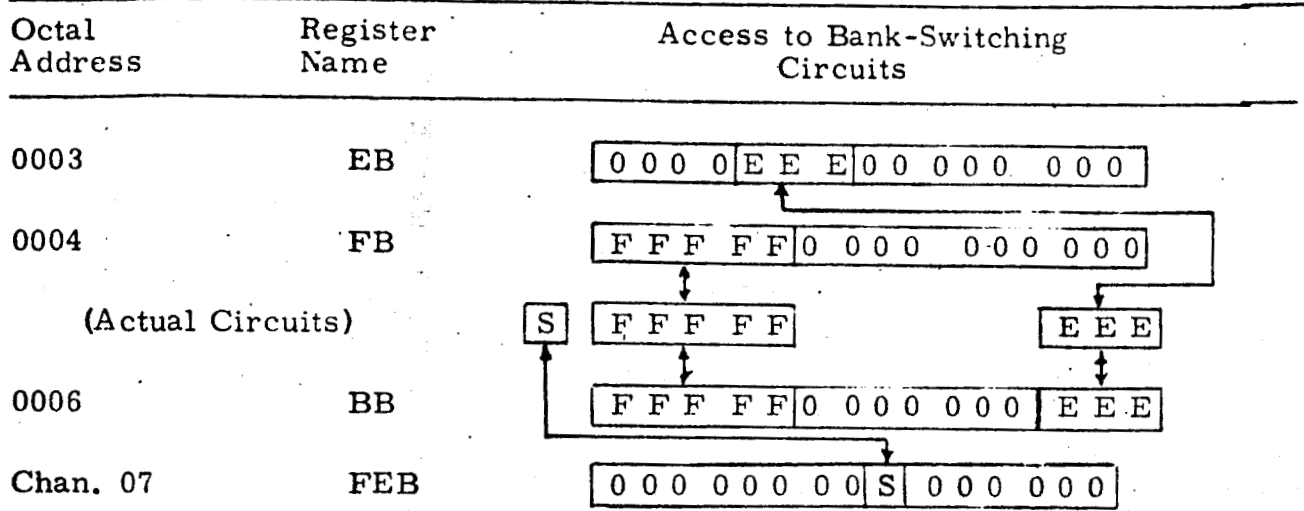 Octal Address Register Name Access to Bank-Switching Circuits
0003 EB 0 0 0 0 E E E 0 0 0 0 0 0 0 0
0004 FB F F F F F 0 0 0 0 0 0 0 0 0 0
(Actual Circuits) S F F F F F E E E
0006 BB F F F F F 0 0 0 0 0 0 0 E E E
Chan. 07 FEB 0 0 0 0 0 0 0 0 S 0 0 0 0 0 0